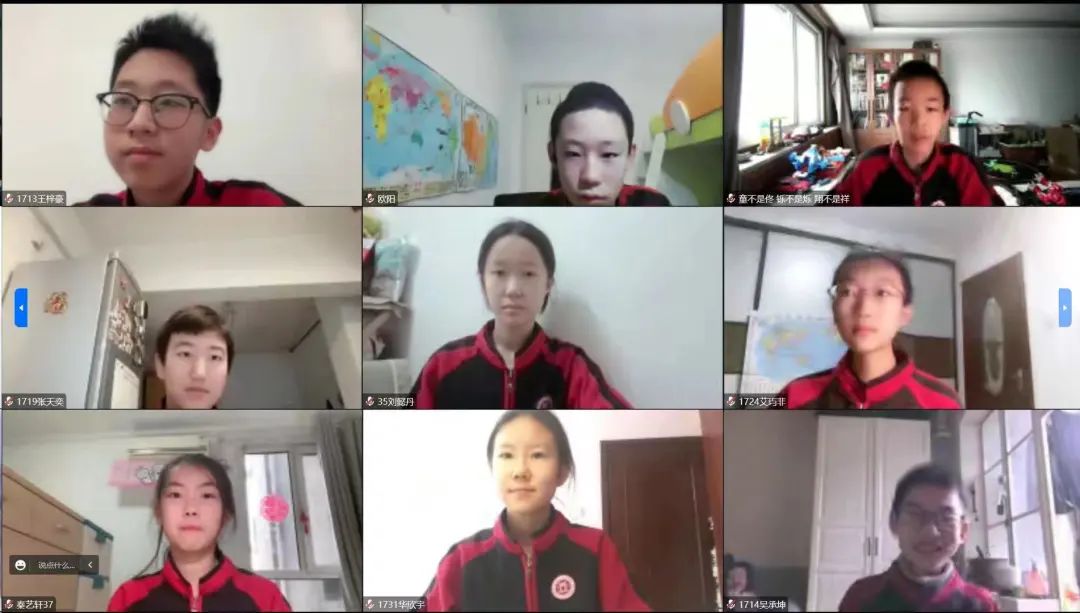 1713王梓豪
欧阳
童不是佟 铄不是烁 翔不是祥
1719张天奕
35刘懿丹
1724艾巧菲
说点什么...
秦艺轩37
1731华欣宇
1714吴承坤